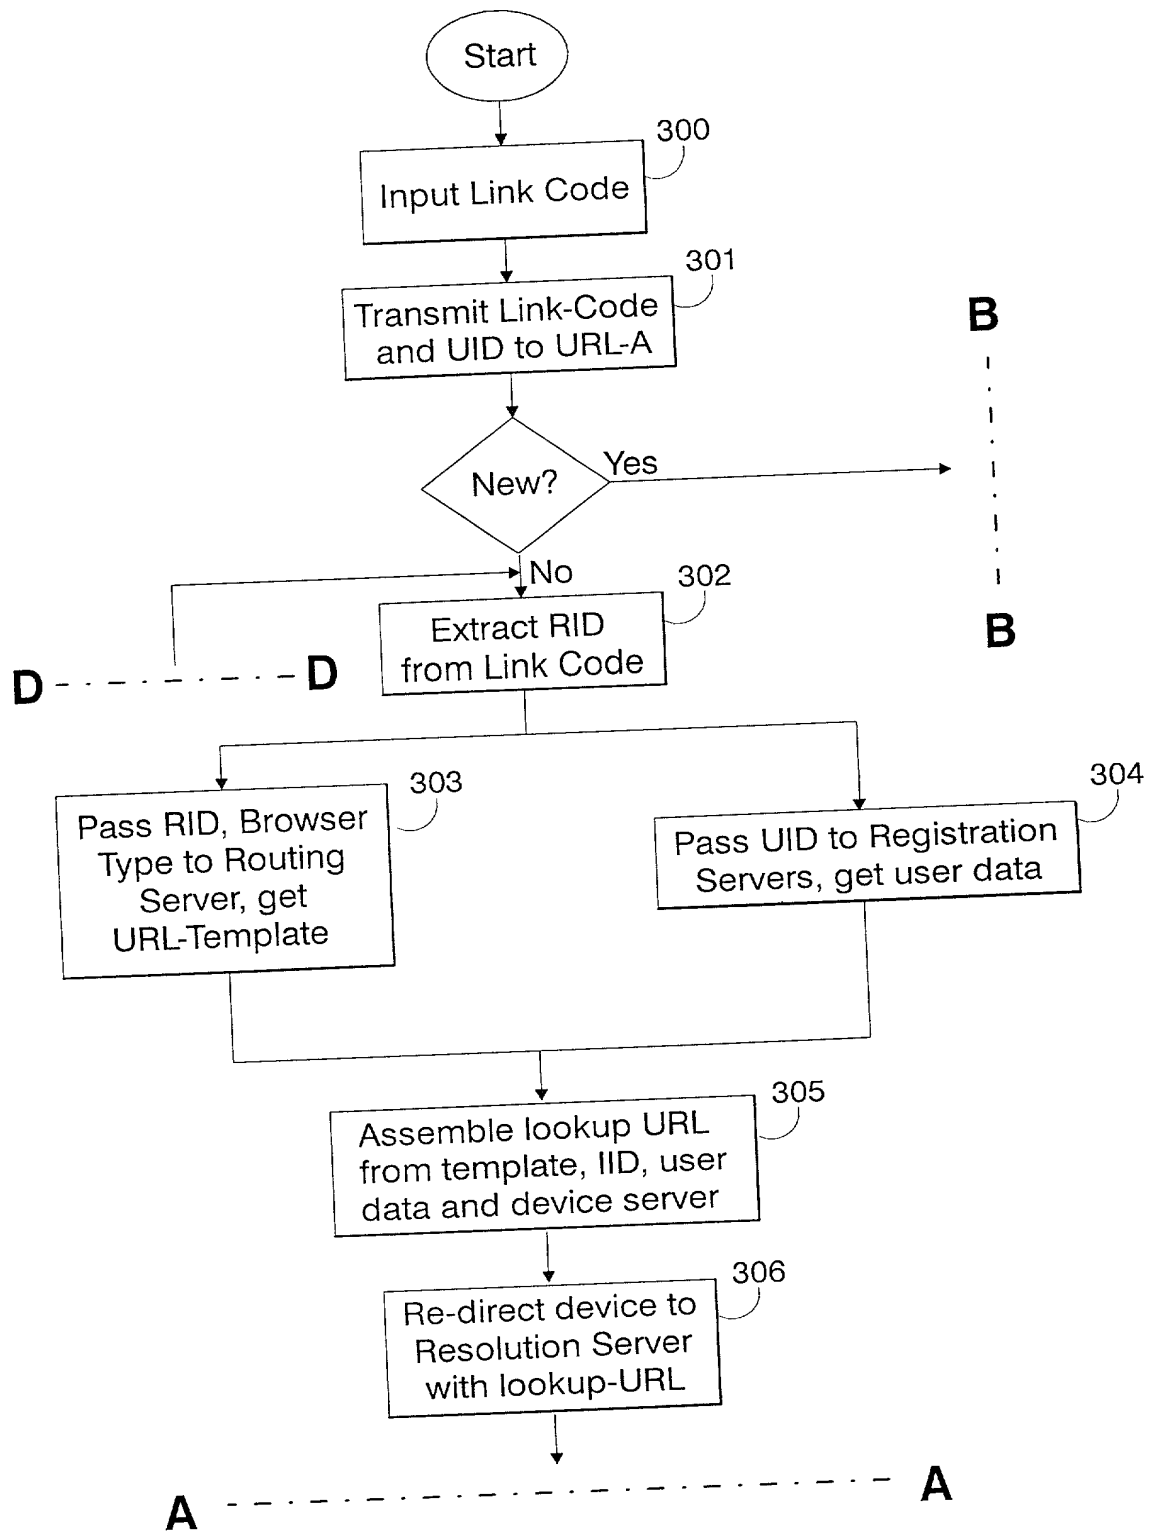 Start
300
Input Link Code
301
Transmit Link-Code
and UID to URL-A
B
New?
Yes
No
302
Extract RID
from Link Code
B
D
D
303
Pass RID, Browser
Type to Routing
Server, get
URL-Template
304
Pass UID to Registration
Servers, get user data
305
Assemble lookup URL
from template, IID, user
data and device server
306
Re-direct device to
Resolution Server
with lookup-URL
A
A